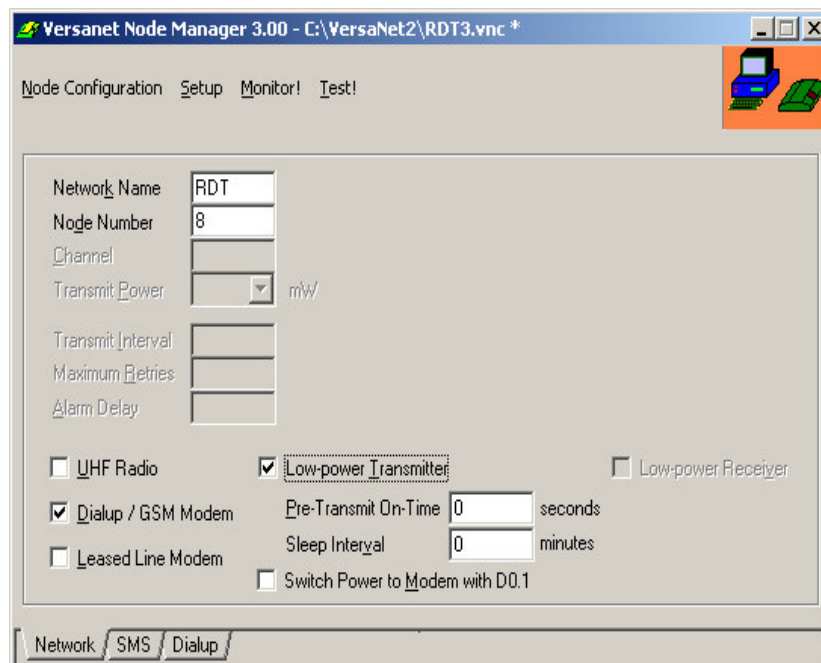 Versanet Node Manager 3.00 - C:\VersaNet2\RDT3.vnc *
Node Configuration Setup Monitor! Test!
Network Name RDT
Node Number 8
Channel
Transmit Power mW
Transmit Interval
Maximum Retries
Alarm Delay
UHF Radio Low-power Transmitter Low-power Receiver
Dialup / GSM Modem Pre-Transmit On-Time 0 seconds
Sleep Interval 0 minutes
Leased Line Modem
Switch Power to Modem with D0.1
Network SMS Dialup